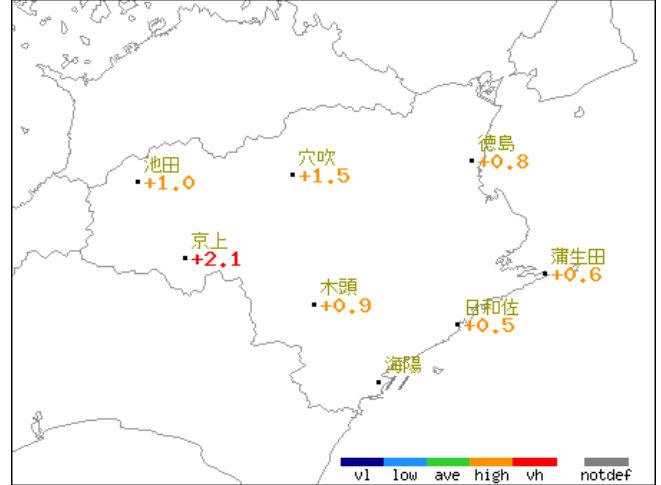 徳島
+0.8
穴吹
+1.5
池田
+1.0
京上
+2.1
蒲生田
+0.6
木頭
+0.9
日和佐
+0.5
海陽
vl low ave high vh notdef